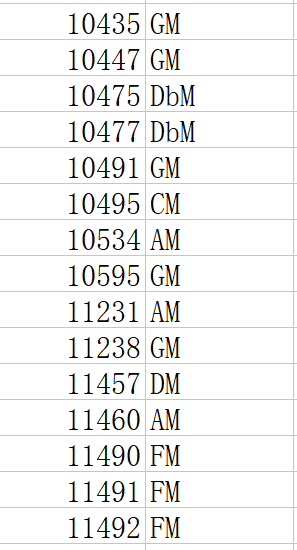 10435 GM
10447 GM
10475 DbM
10477 DbM
10491 GM
10495 CM
10534 AM
10595 GM
11231 AM
11238 GM
11457 DM
11460 AM
11490 FM
11491 FM
11492 FM